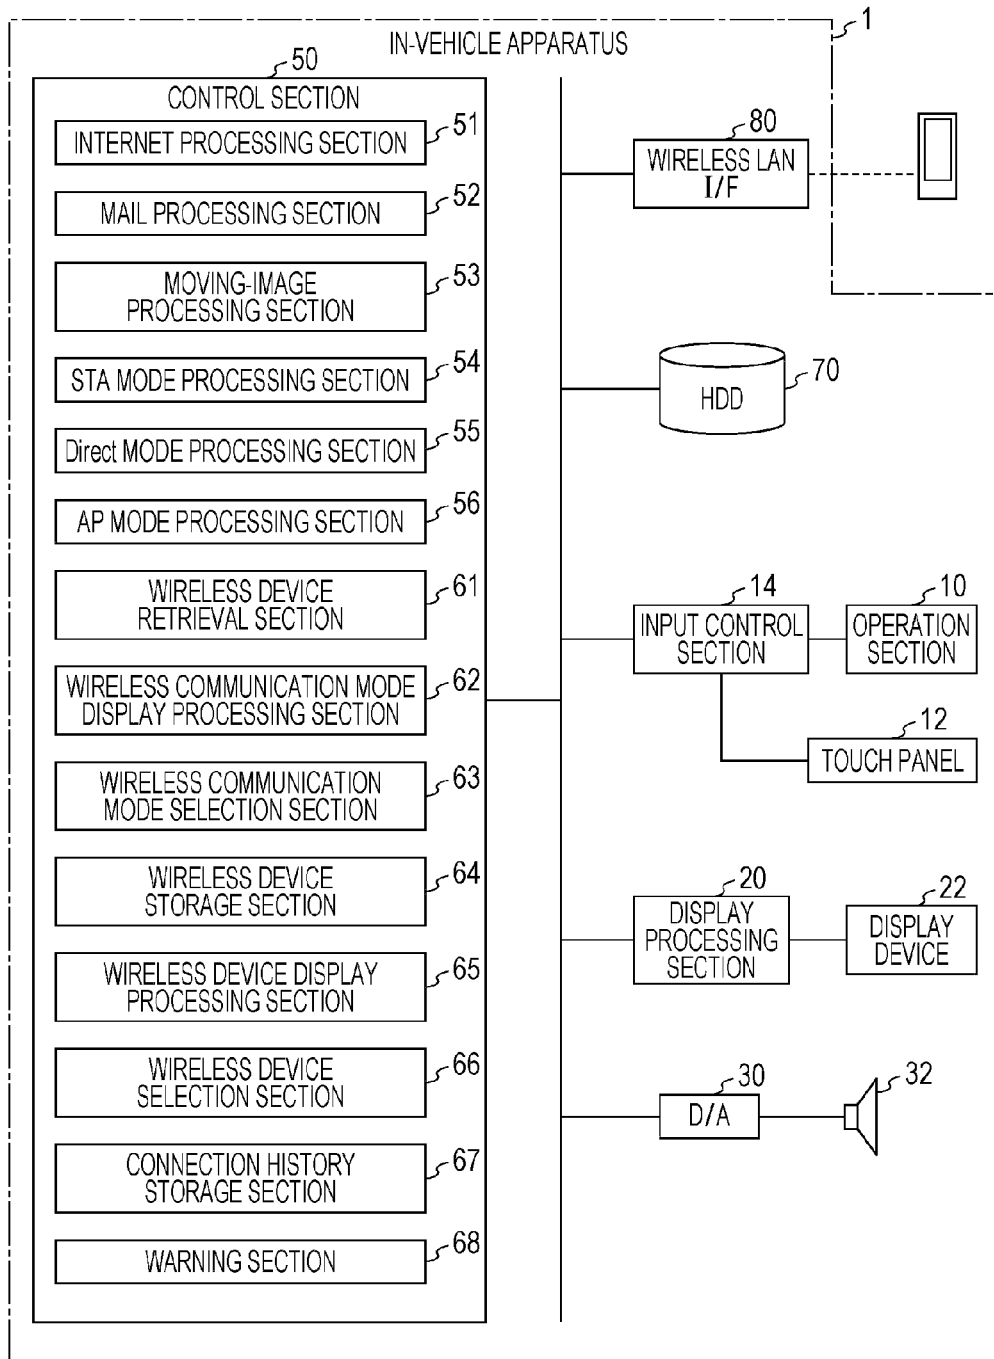 1
IN-VEHICLE APPARATUS
50
CONTROL SECTION
51
INTERNET PROCESSING SECTION
52
MAIL PROCESSING SECTION
53
MOVING-IMAGE
PROCESSING SECTION
54
STA MODE PROCESSING SECTION
55
Direct MODE PROCESSING SECTION
56
AP MODE PROCESSING SECTION
61
WIRELESS DEVICE
RETRIEVAL SECTION
62
WIRELESS COMMUNICATION MODE
DISPLAY PROCESSING SECTION
63
WIRELESS COMMUNICATION
MODE SELECTION SECTION
64
WIRELESS DEVICE
STORAGE SECTION
65
WIRELESS DEVICE DISPLAY
PROCESSING SECTION
66
WIRELESS DEVICE
SELECTION SECTION
67
CONNECTION HISTORY
STORAGE SECTION
68
WARNING SECTION
80
WIRELESS LAN
I/F
70
HDD
14
INPUT CONTROL
SECTION
10
OPERATION
SECTION
12
TOUCH PANEL
20
DISPLAY
PROCESSING
SECTION
22
DISPLAY
DEVICE
30
D/A
32